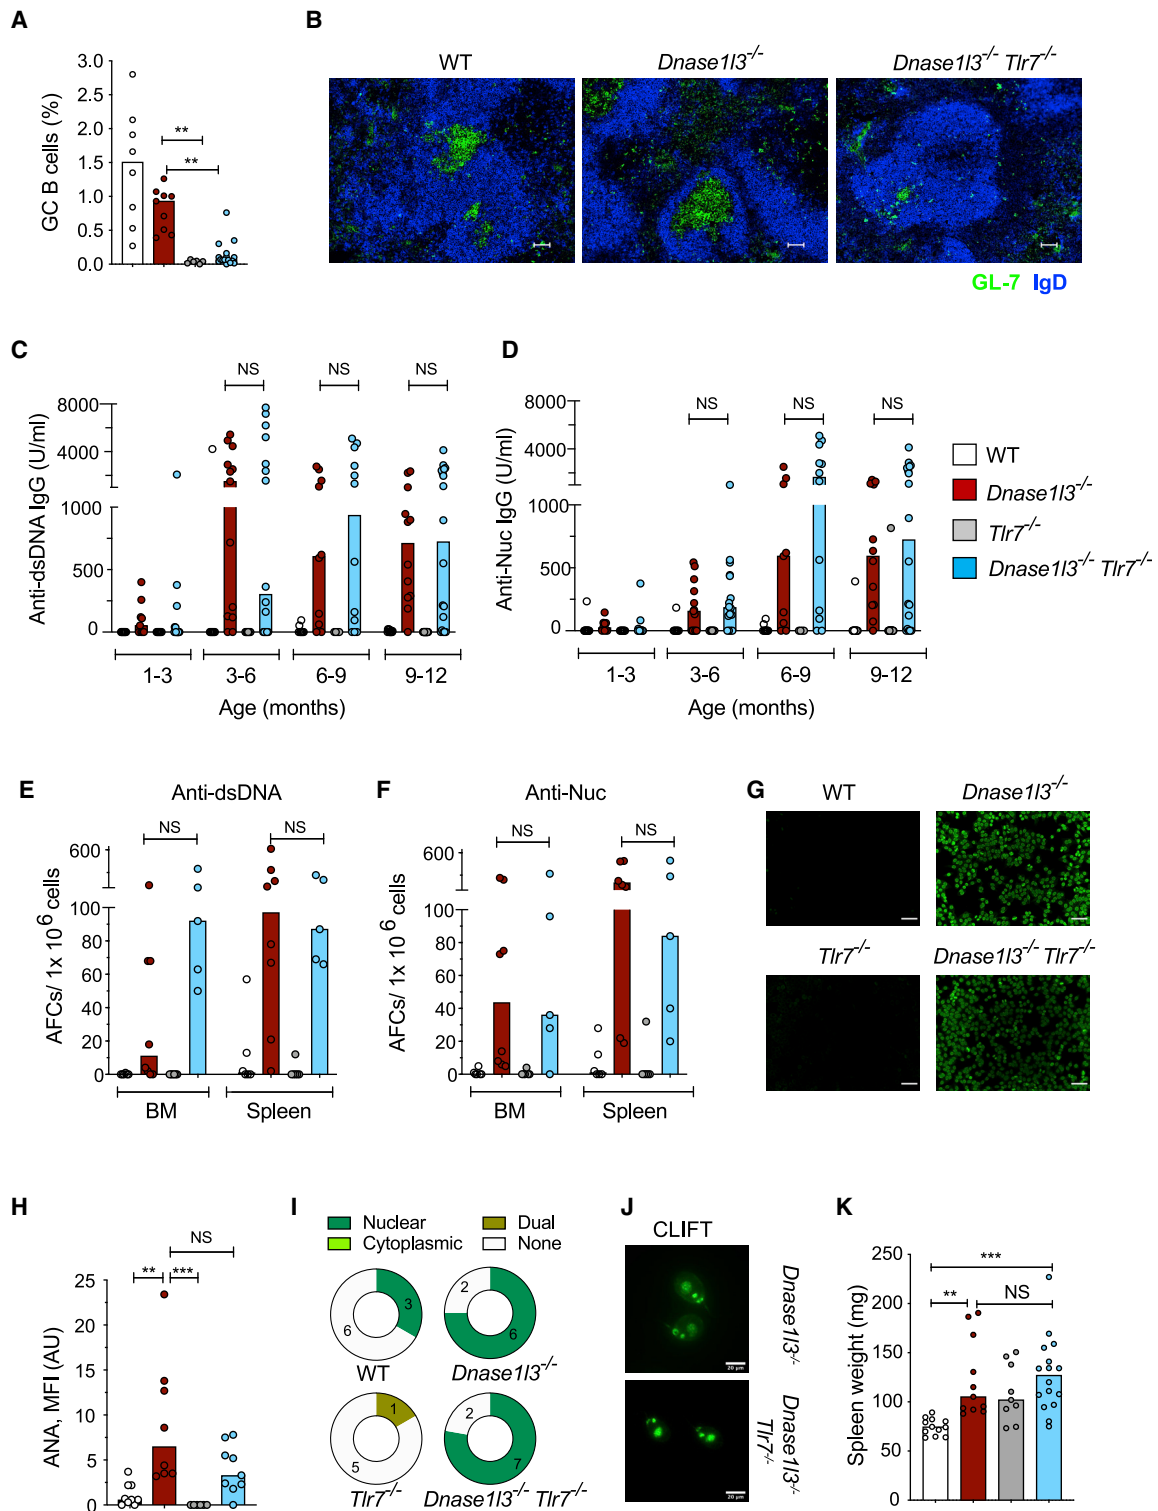 A
GC B cells (%)
3.0
2.5
2.0
1.5
1.0
0.5
0.0
**
**
B
WT
Dnase1l3-/-
Dnase1l3-/- Tlr7-/-
GL-7 IgD
C
Anti-dsDNA IgG (U/ml)
8000
4000
1000
500
0
NS
NS
NS
1-3
3-6
6-9
9-12
Age (months)
D
Anti-Nuc IgG (U/ml)
8000
4000
1000
500
0
NS
NS
NS
1-3
3-6
6-9
9-12
Age (months)
WT
Dnase1l3-/-
Tlr7-/-
Dnase1l3-/- Tlr7-/-
E
Anti-dsDNA
AFCs/ 1x 10^6 cells
600
100
80
60
40
20
0
NS
NS
BM
Spleen
F
Anti-Nuc
AFCs/ 1x 10^6 cells
600
100
80
60
40
20
0
NS
NS
BM
Spleen
G
WT
Dnase1l3-/-
Tlr7-/-
Dnase1l3-/- Tlr7-/-
H
ANA, MFI (AU)
25
20
15
10
5
0
**
***
NS
I
Nuclear
Dual
Cytoplasmic
None
3
6
WT
2
6
Dnase1l3-/-
1
5
Tlr7-/-
2
7
Dnase1l3-/- Tlr7-/-
J
CLIFT
20 µm
Dnase1l3-/-
20 µm
Dnase1l3-/-
Tlr7-/-
K
Spleen weight (mg)
250
200
150
100
50
0
***
**
NS